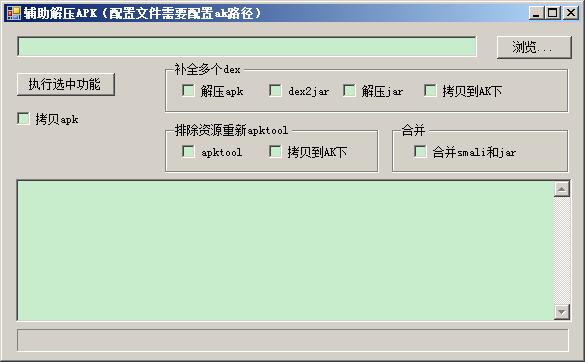 辅助解压APK（配置文件需要配置ak路径）
浏览...
执行选中功能
拷贝apk
补全多个dex
解压apk
dex2jar
解压jar
拷贝到AK下
排除资源重新apktool
apktool
拷贝到AK下
合并
合并smali和jar